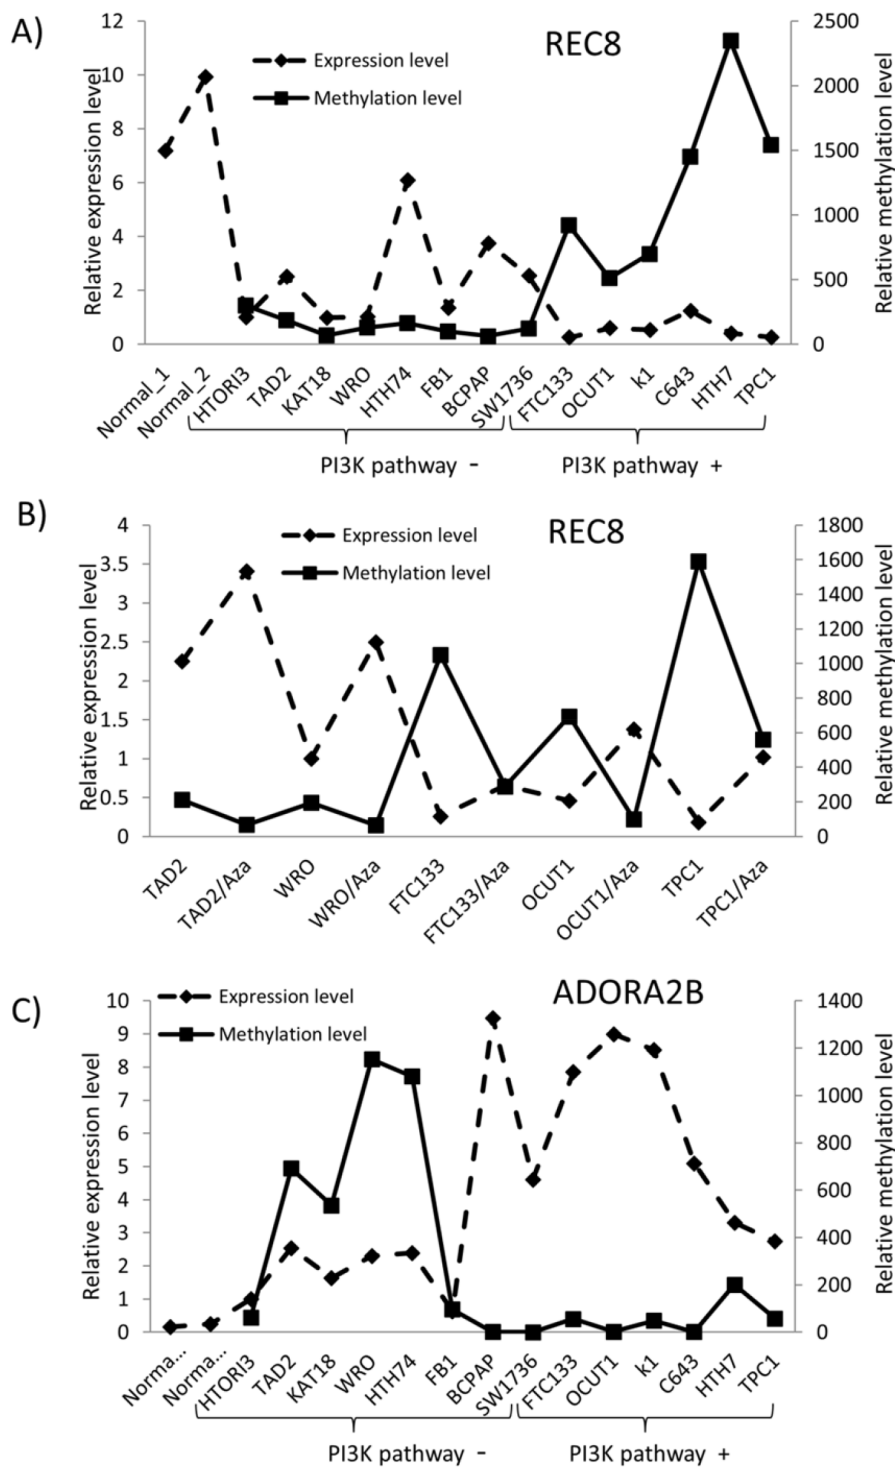 A)
REC8
Expression level
Methylation level
Relative expression level
Relative methylation level
12
10
8
6
4
2
0
2500
2000
1500
1000
500
0
Normal_1
Normal_2
HTORI3
TAD2
KAT18
WRO
HTH74
FB1
BCPAP
SW1736
FTC133
OCUT1
k1
C643
HTH7
TPC1
PI3K pathway -
PI3K pathway +
B)
REC8
Expression level
Methylation level
Relative expression level
Relative methylation level
4
3.5
3
2.5
2
1.5
1
0.5
0
1800
1600
1400
1200
1000
800
600
400
200
0
TAD2
TAD2/Aza
WRO
WRO/Aza
FTC133
FTC133/Aza
OCUT1
OCUT1/Aza
TPC1
TPC1/Aza
C)
ADORA2B
Expression level
Methylation level
Relative expression level
Relative methylation level
10
9
8
7
6
5
4
3
2
1
0
1400
1200
1000
800
600
400
200
0
Norma...
Norma...
HTORI3
TAD2
KAT18
WRO
HTH74
FB1
BCPAP
SW1736
FTC133
OCUT1
k1
C643
HTH7
TPC1
PI3K pathway -
PI3K pathway +